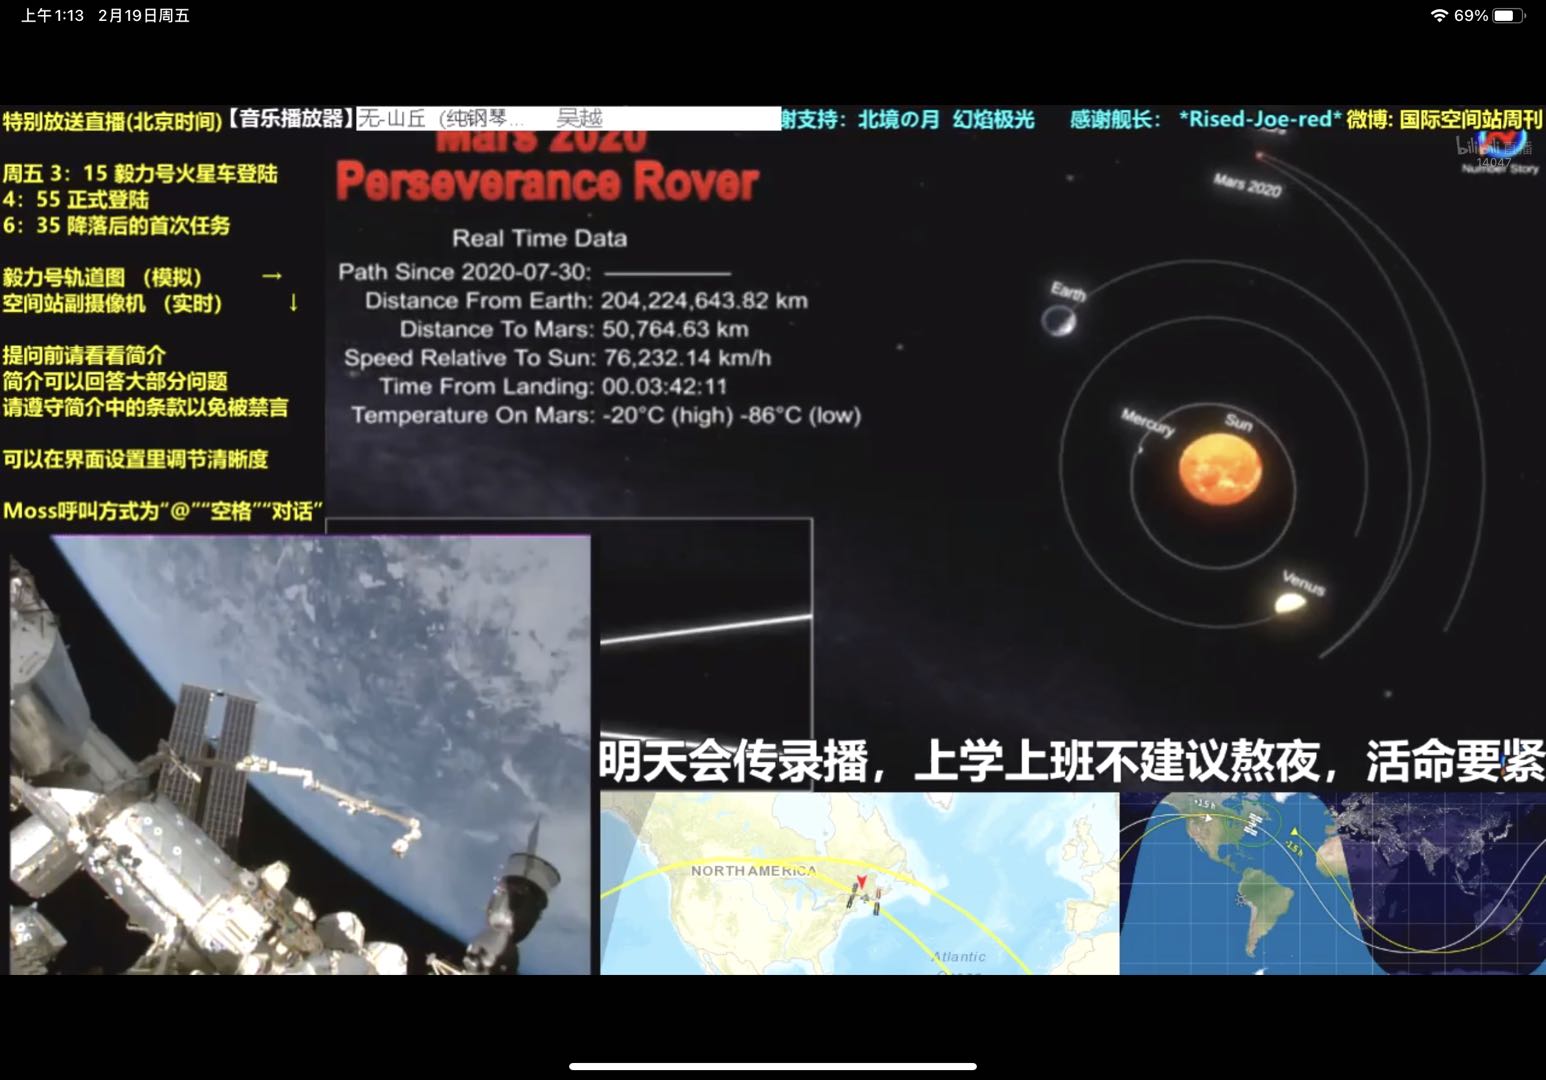 上午1:13 2月19日周五
69%
特别放送直播(北京时间)
【音乐播放器】
无-山丘 (纯钢琴... 吴越
谢支持：北境の月 幻焰极光 感谢舰长： *Rised-Joe-red*
微博: 国际空间站周刊
bilibili 直播
14047
Number Story
周五 3：15 毅力号火星车登陆
4：55 正式登陆
6：35 降落后的首次任务
毅力号轨道图 （模拟） →
空间站副摄像机 （实时） ↓
提问前请看看简介
简介可以回答大部分问题
请遵守简介中的条款以免被禁言
可以在界面设置里调节清晰度
Moss呼叫方式为“@”“空格”“对话”
Mars 2020
Perseverance Rover
Real Time Data
Path Since 2020-07-30:
Distance From Earth: 204,224,643.82 km
Distance To Mars: 50,764.63 km
Speed Relative To Sun: 76,232.14 km/h
Time From Landing: 00.03:42:11
Temperature On Mars: -20°C (high) -86°C (low)
Mars 2020
Earth
Mercury
Sun
Venus
明天会传录播，上学上班不建议熬夜，活命要紧
NORTH AMERICA
Atlantic
+1.5 h
-1.5 h